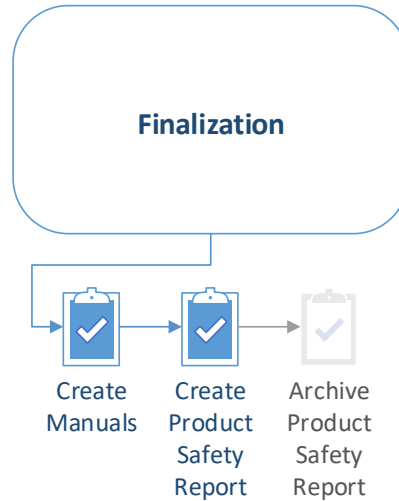 Finalization
Create
Manuals
Create
Product
Safety
Report
Archive
Product
Safety
Report